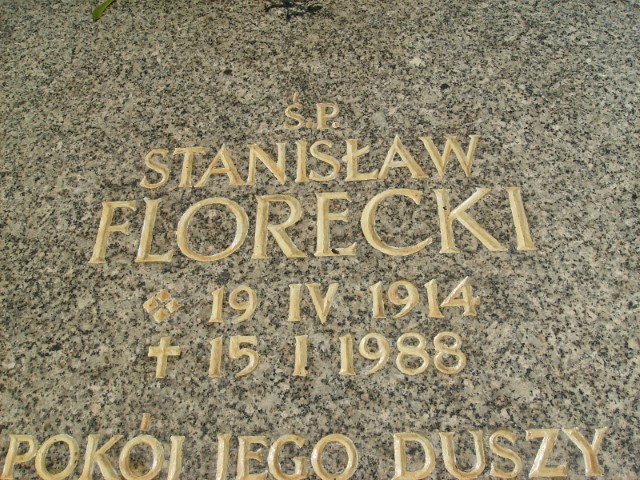 Ś.P.
STANISŁAW
FLORECKI
19 IV 1914
15 I 1988
POKÓJ JEGO DUSZY